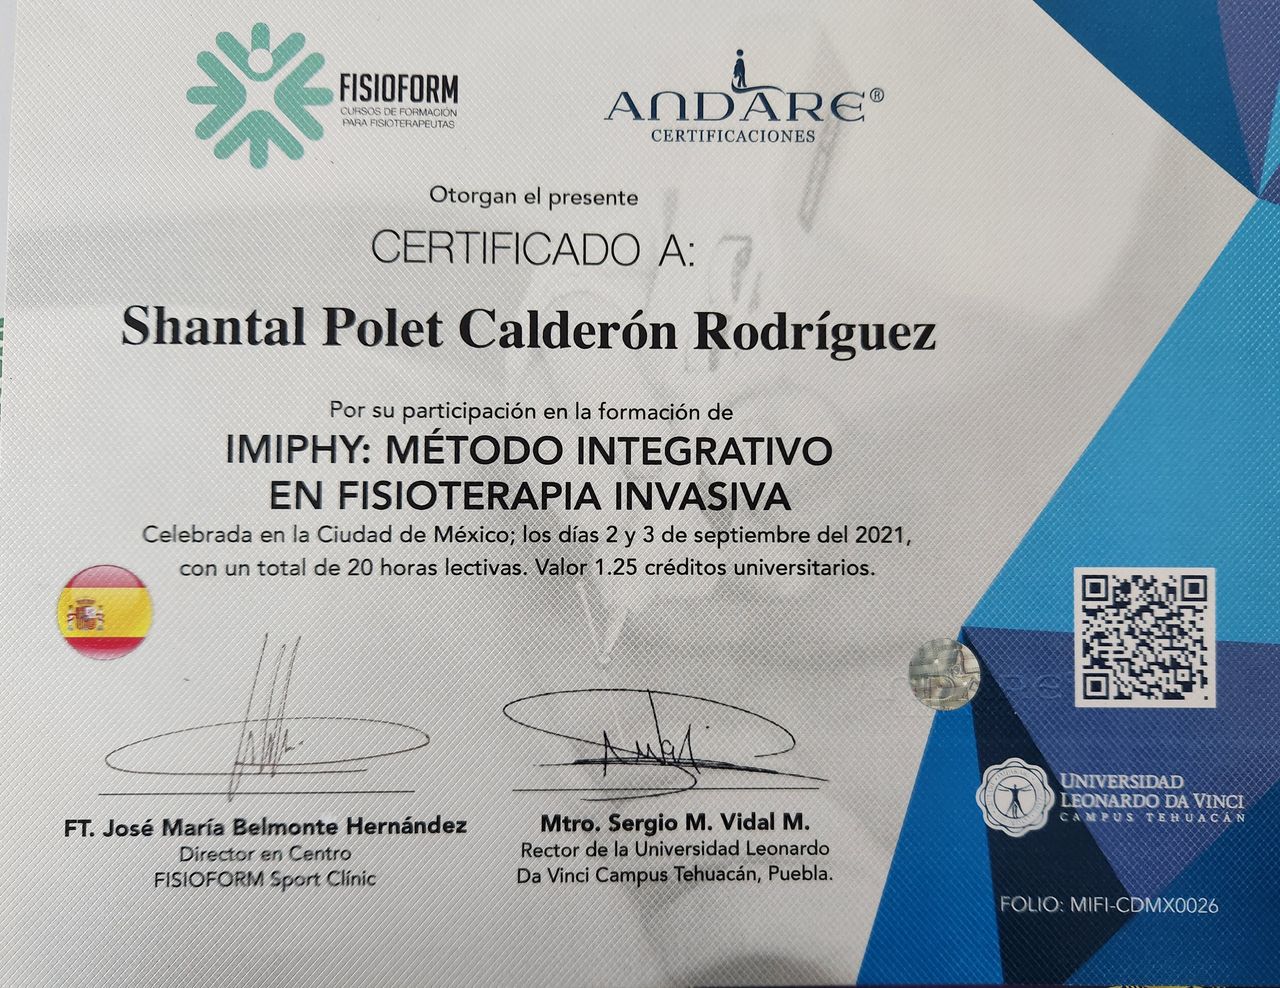 FISIOFORM
CURSOS DE FORMACIÓN
PARA FISIOTERAPEUTAS
ANDARE®
CERTIFICACIONES
Otorgan el presente
CERTIFICADO A:
Shantal Polet Calderón Rodríguez
Por su participación en la formación de
IMIPHY: MÉTODO INTEGRATIVO
EN FISIOTERAPIA INVASIVA
Celebrada en la Ciudad de México; los días 2 y 3 de septiembre del 2021,
con un total de 20 horas lectivas. Valor 1.25 créditos universitarios.
FT. José María Belmonte Hernández
Director en Centro
FISIOFORM Sport Clínic
Mtro. Sergio M. Vidal M.
Rector de la Universidad Leonardo
Da Vinci Campus Tehuacán, Puebla.
UNIVERSIDAD
LEONARDO DA VINCI
CAMPUS TEHUACÁN
FOLIO: MIFI-CDMX0026